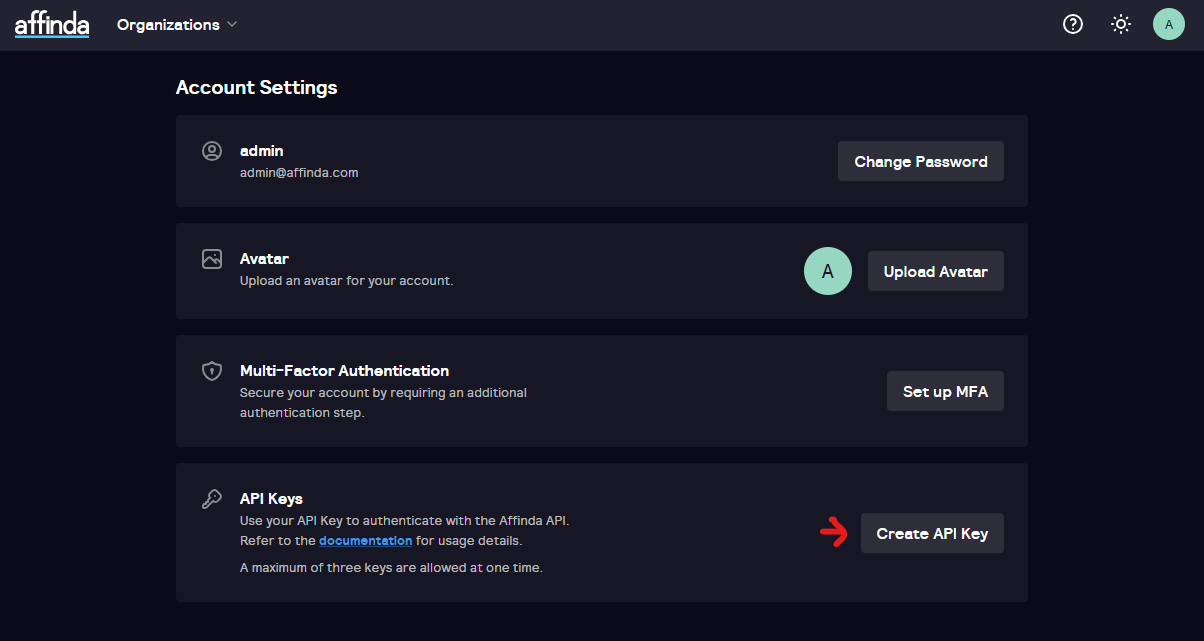 affinda Organizations A
Account Settings
admin
admin@affinda.com
Change Password
Avatar
Upload an avatar for your account.
A
Upload Avatar
Multi-Factor Authentication
Secure your account by requiring an additional
authentication step.
Set up MFA
API Keys
Use your API Key to authenticate with the Affinda API.
Refer to the documentation for usage details.
A maximum of three keys are allowed at one time.
Create API Key